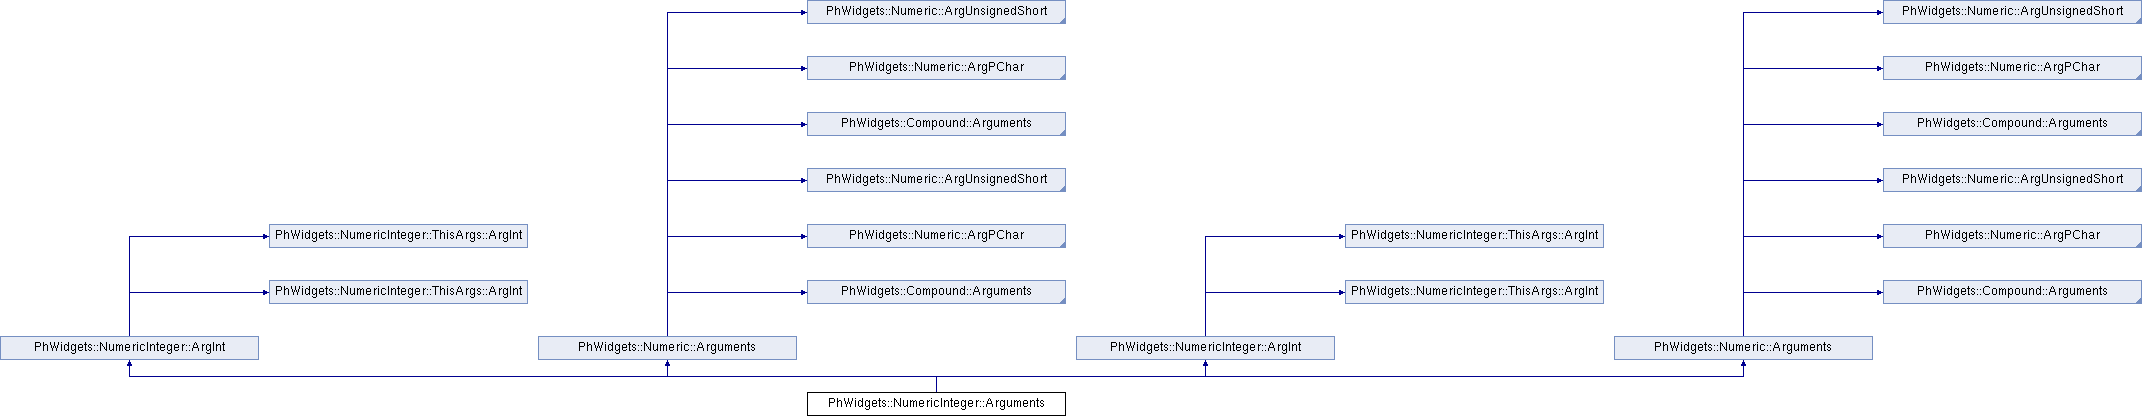 PhWidgets::Numeric::ArgUnsignedShort
PhWidgets::Numeric::ArgUnsignedShort
PhWidgets::Numeric::ArgPChar
PhWidgets::Numeric::ArgPChar
PhWidgets::Compound::Arguments
PhWidgets::Compound::Arguments
PhWidgets::Numeric::ArgUnsignedShort
PhWidgets::Numeric::ArgUnsignedShort
PhWidgets::NumericInteger::ThisArgs::ArgInt
PhWidgets::Numeric::ArgPChar
PhWidgets::NumericInteger::ThisArgs::ArgInt
PhWidgets::Numeric::ArgPChar
PhWidgets::NumericInteger::ThisArgs::ArgInt
PhWidgets::Compound::Arguments
PhWidgets::NumericInteger::ThisArgs::ArgInt
PhWidgets::Compound::Arguments
PhWidgets::NumericInteger::ArgInt
PhWidgets::Numeric::Arguments
PhWidgets::NumericInteger::ArgInt
PhWidgets::Numeric::Arguments
PhWidgets::NumericInteger::Arguments